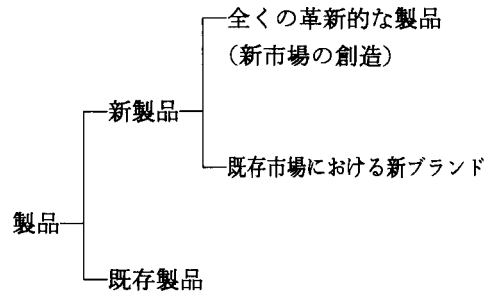 全くの革新的な製品
（新市場の創造）
新製品
既存市場における新ブランド
製品
既存製品